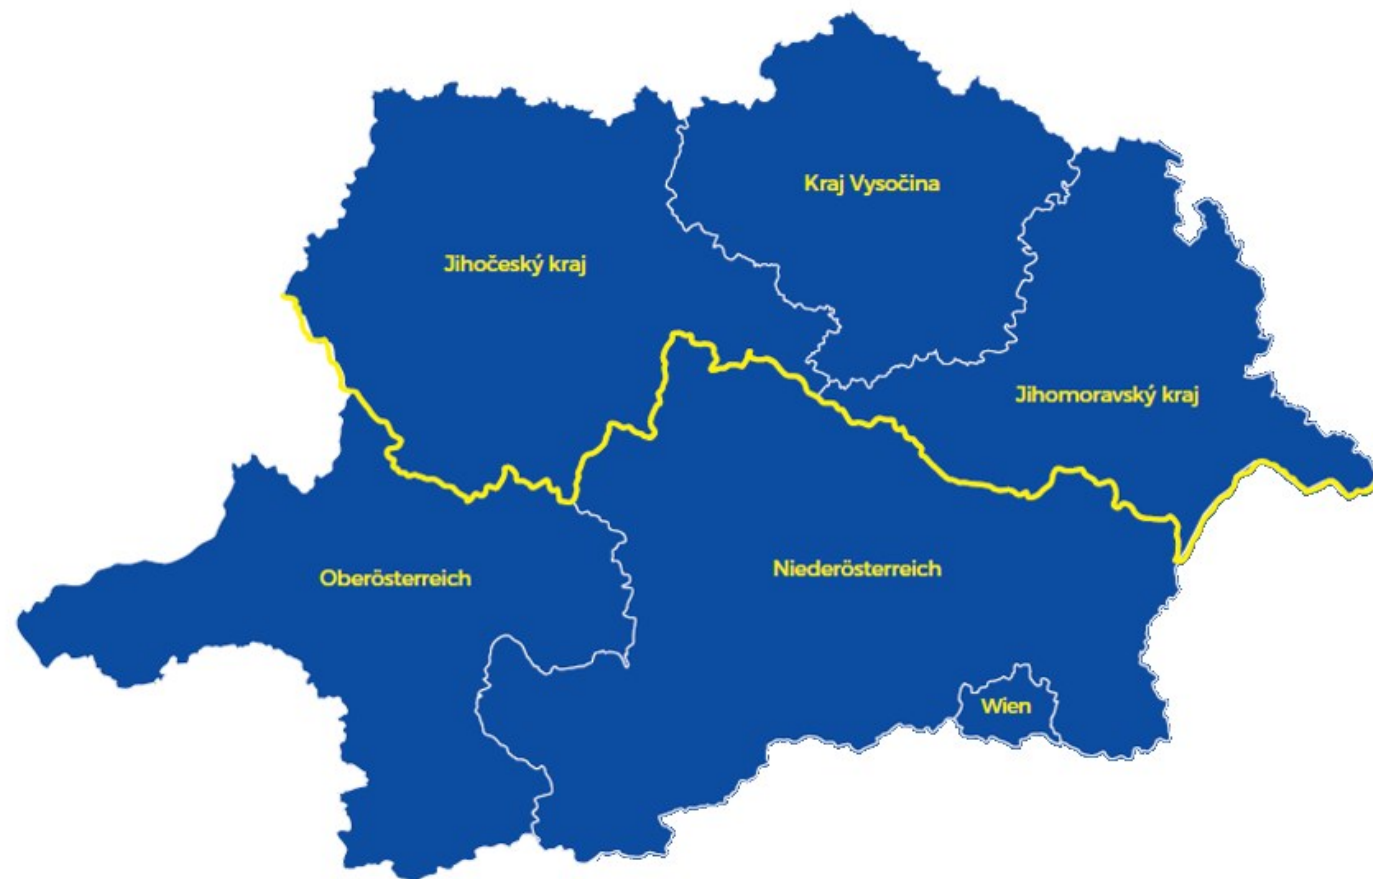 Kraj Vysočina
Jihočeský kraj
Jihomoravský kraj
Oberösterreich
Niederösterreich
Wien